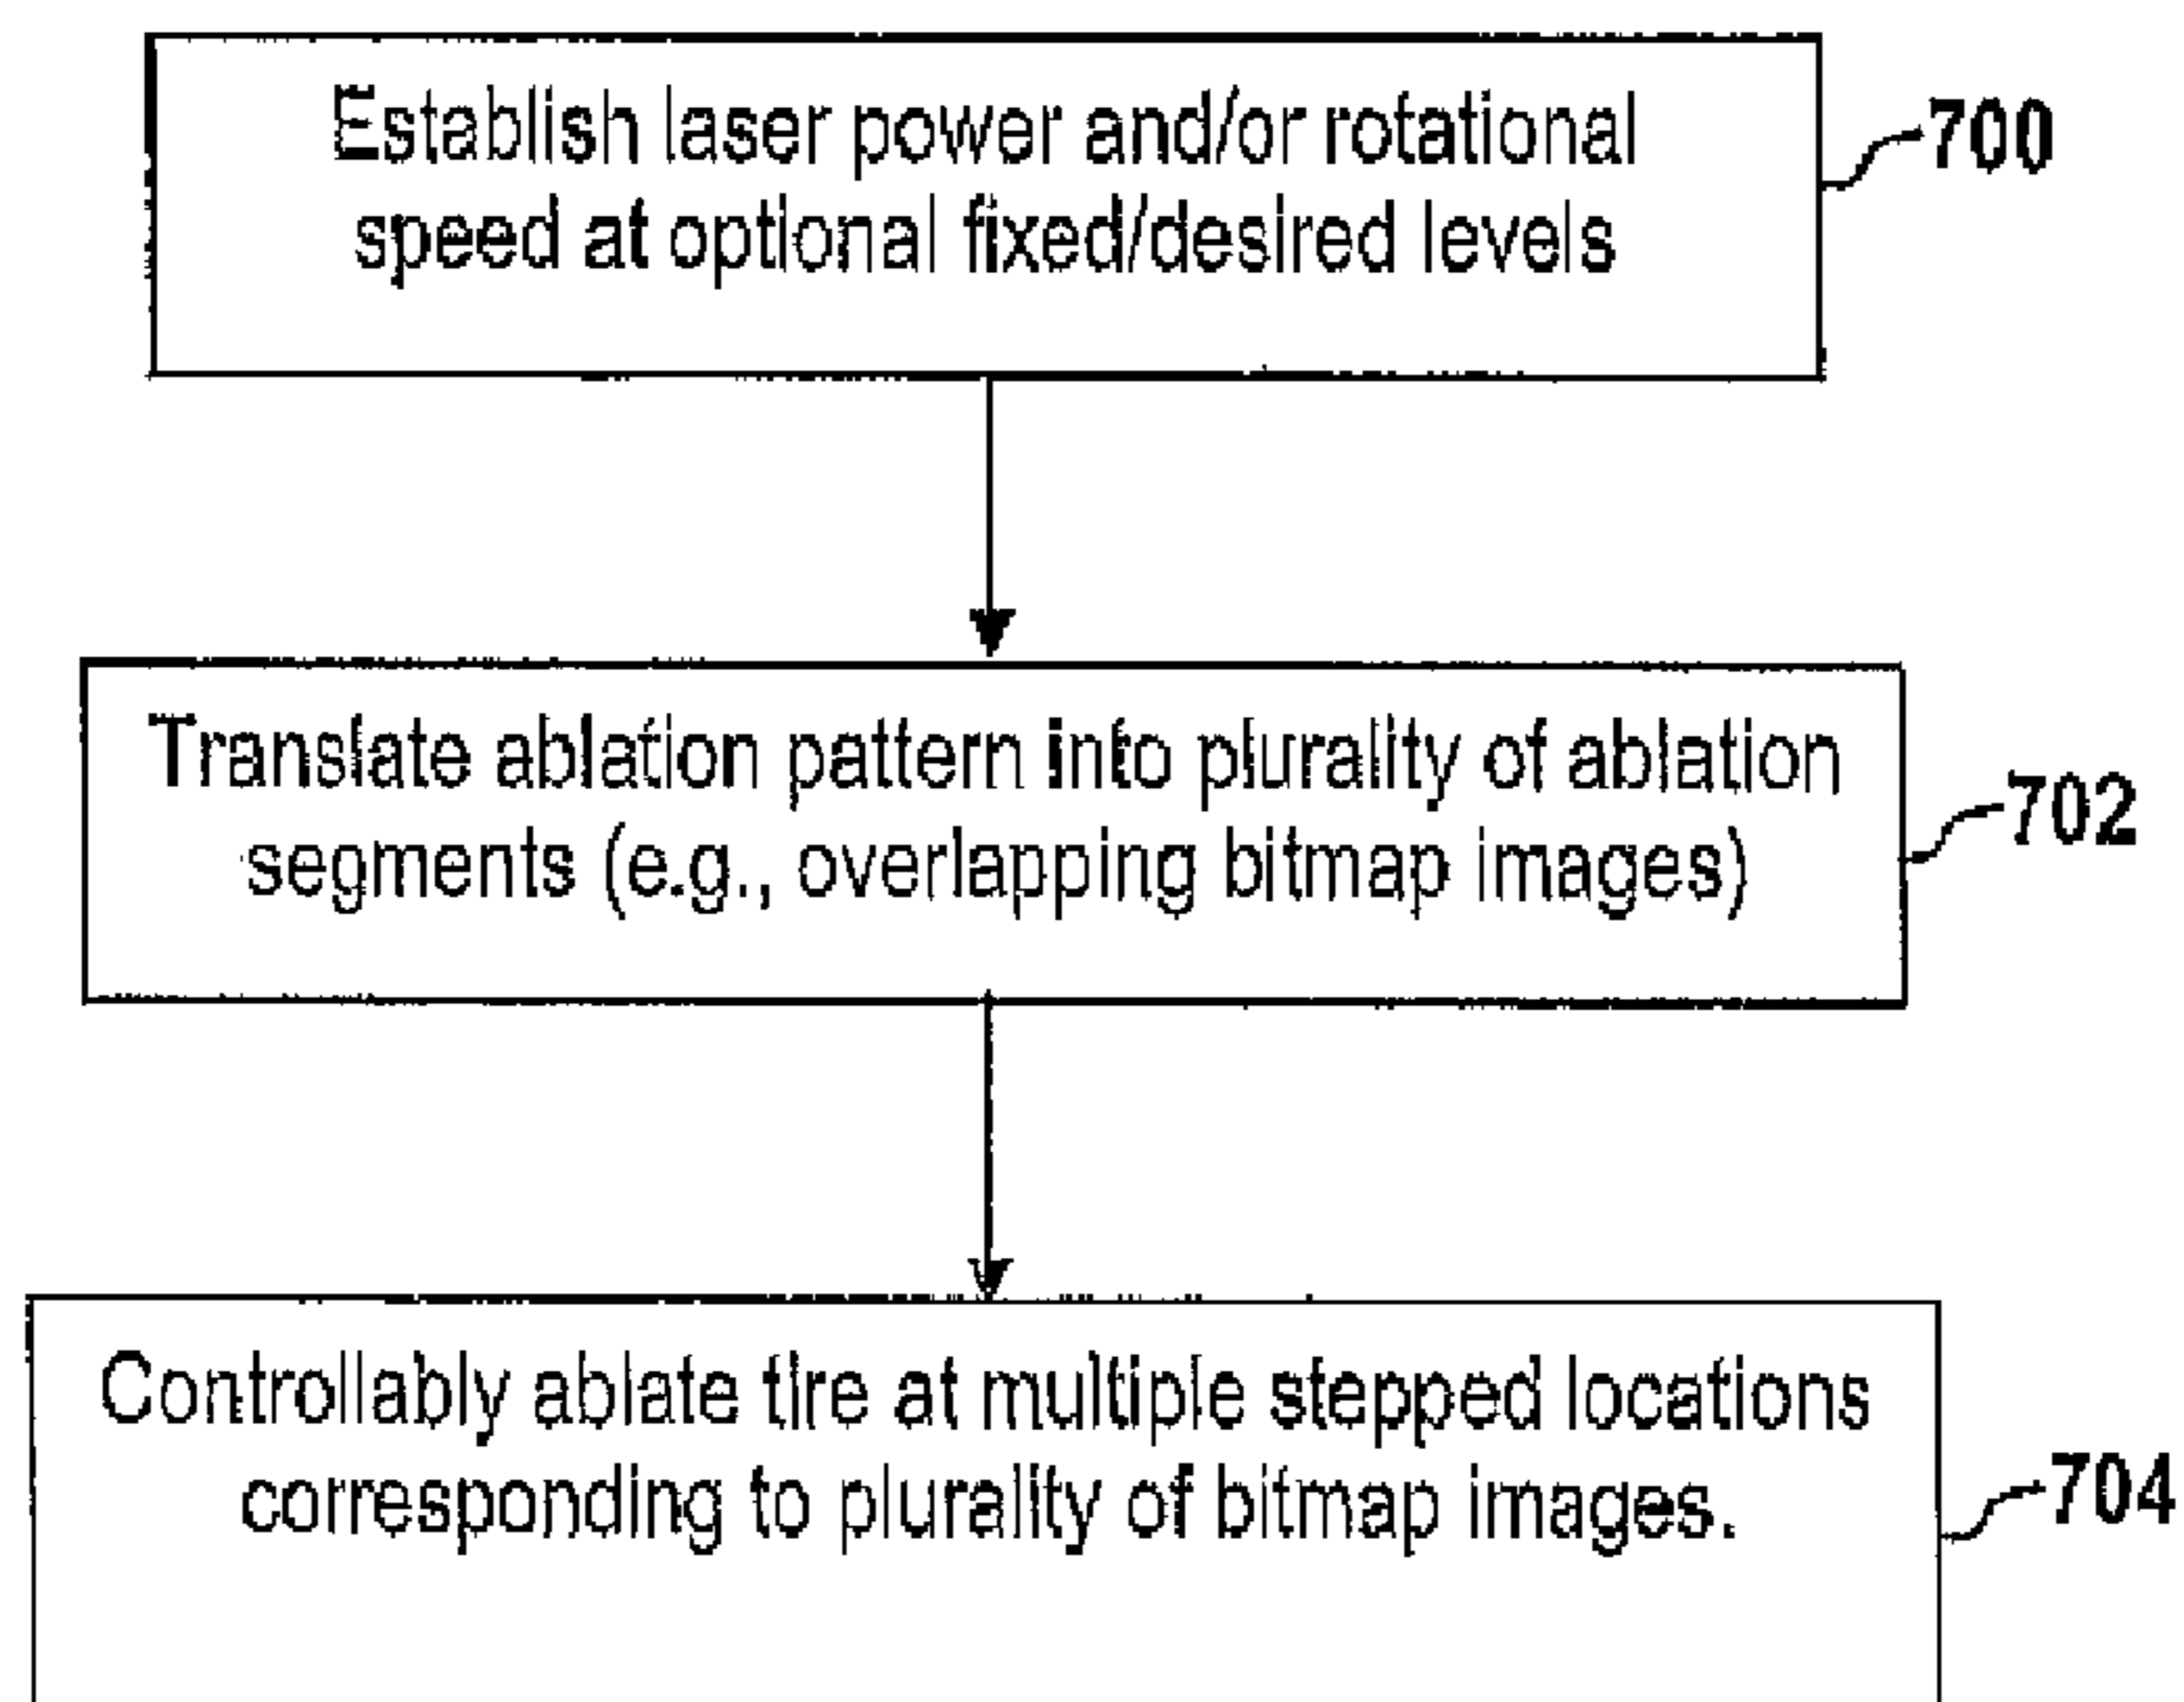 Establish laser power and/or rotational
speed at optional fixed/desired levels
700
Translate ablation pattern into plurality of ablation
segments (e.g., overlapping bitmap images)
702
Controllably ablate tire at multiple stepped locations
corresponding to plurality of bitmap images.
704